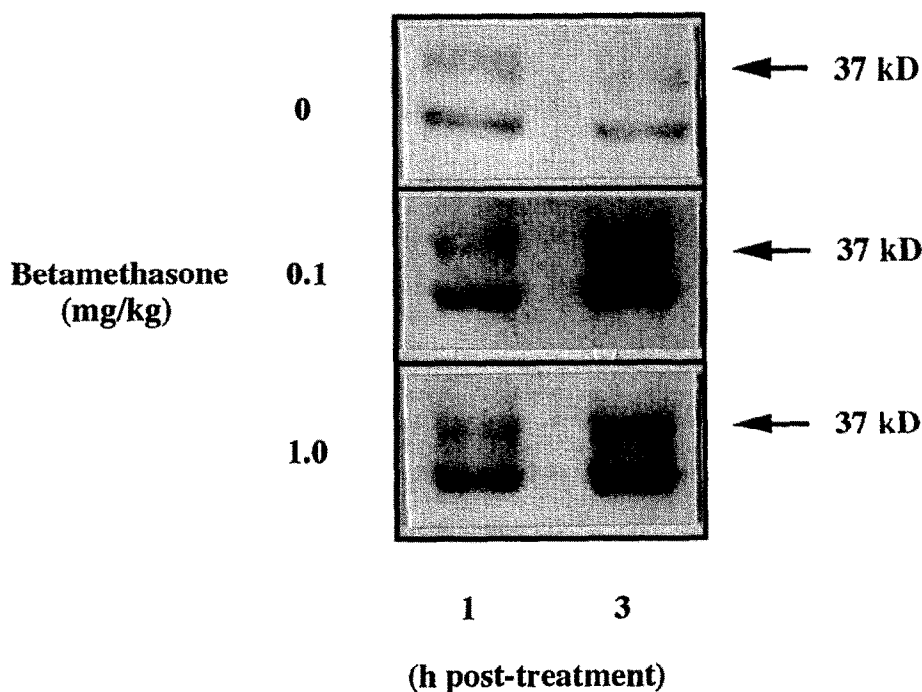 37 kD
0
37 kD
Betamethasone
(mg/kg)
0.1
37 kD
1.0
1 3
(h post-treatment)